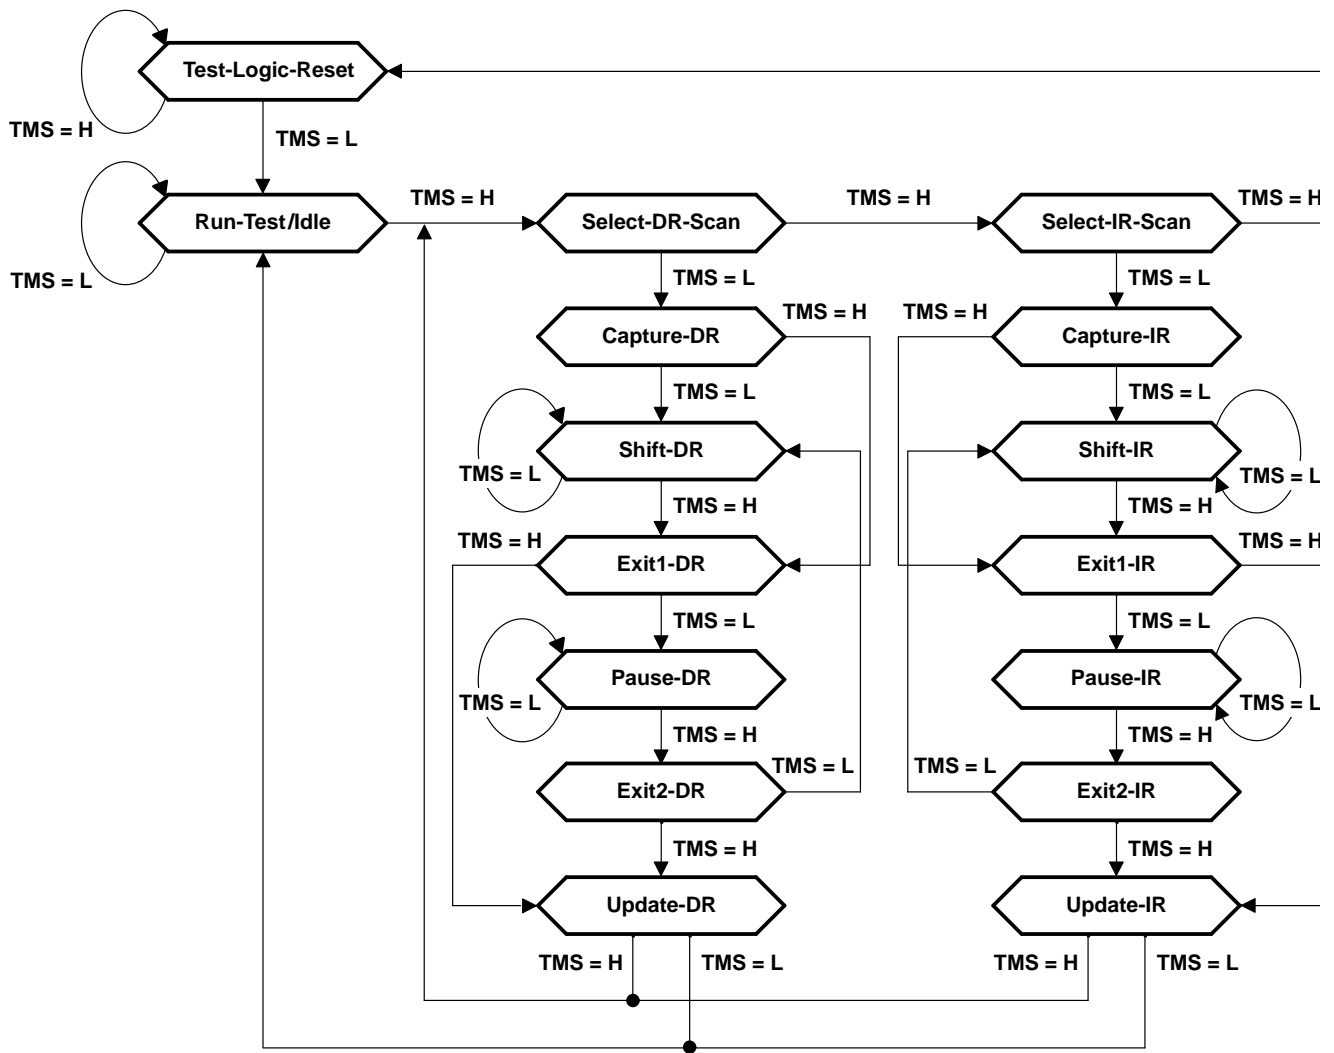 Test-Logic-Reset
TMS = H
TMS = L
Run-Test/Idle
TMS = L
TMS = H
Select-DR-Scan
TMS = H
Select-IR-Scan
TMS = H
TMS = L
TMS = L
TMS = H
TMS = H
Capture-DR
Capture-IR
TMS = L
TMS = L
Shift-DR
Shift-IR
TMS = L
TMS = L
TMS = H
TMS = H
TMS = H
TMS = H
Exit1-DR
Exit1-IR
TMS = L
TMS = L
Pause-DR
Pause-IR
TMS = L
TMS = L
TMS = H
TMS = H
TMS = L
TMS = L
Exit2-DR
Exit2-IR
TMS = H
TMS = H
Update-DR
Update-IR
TMS = H
TMS = L
TMS = H
TMS = L